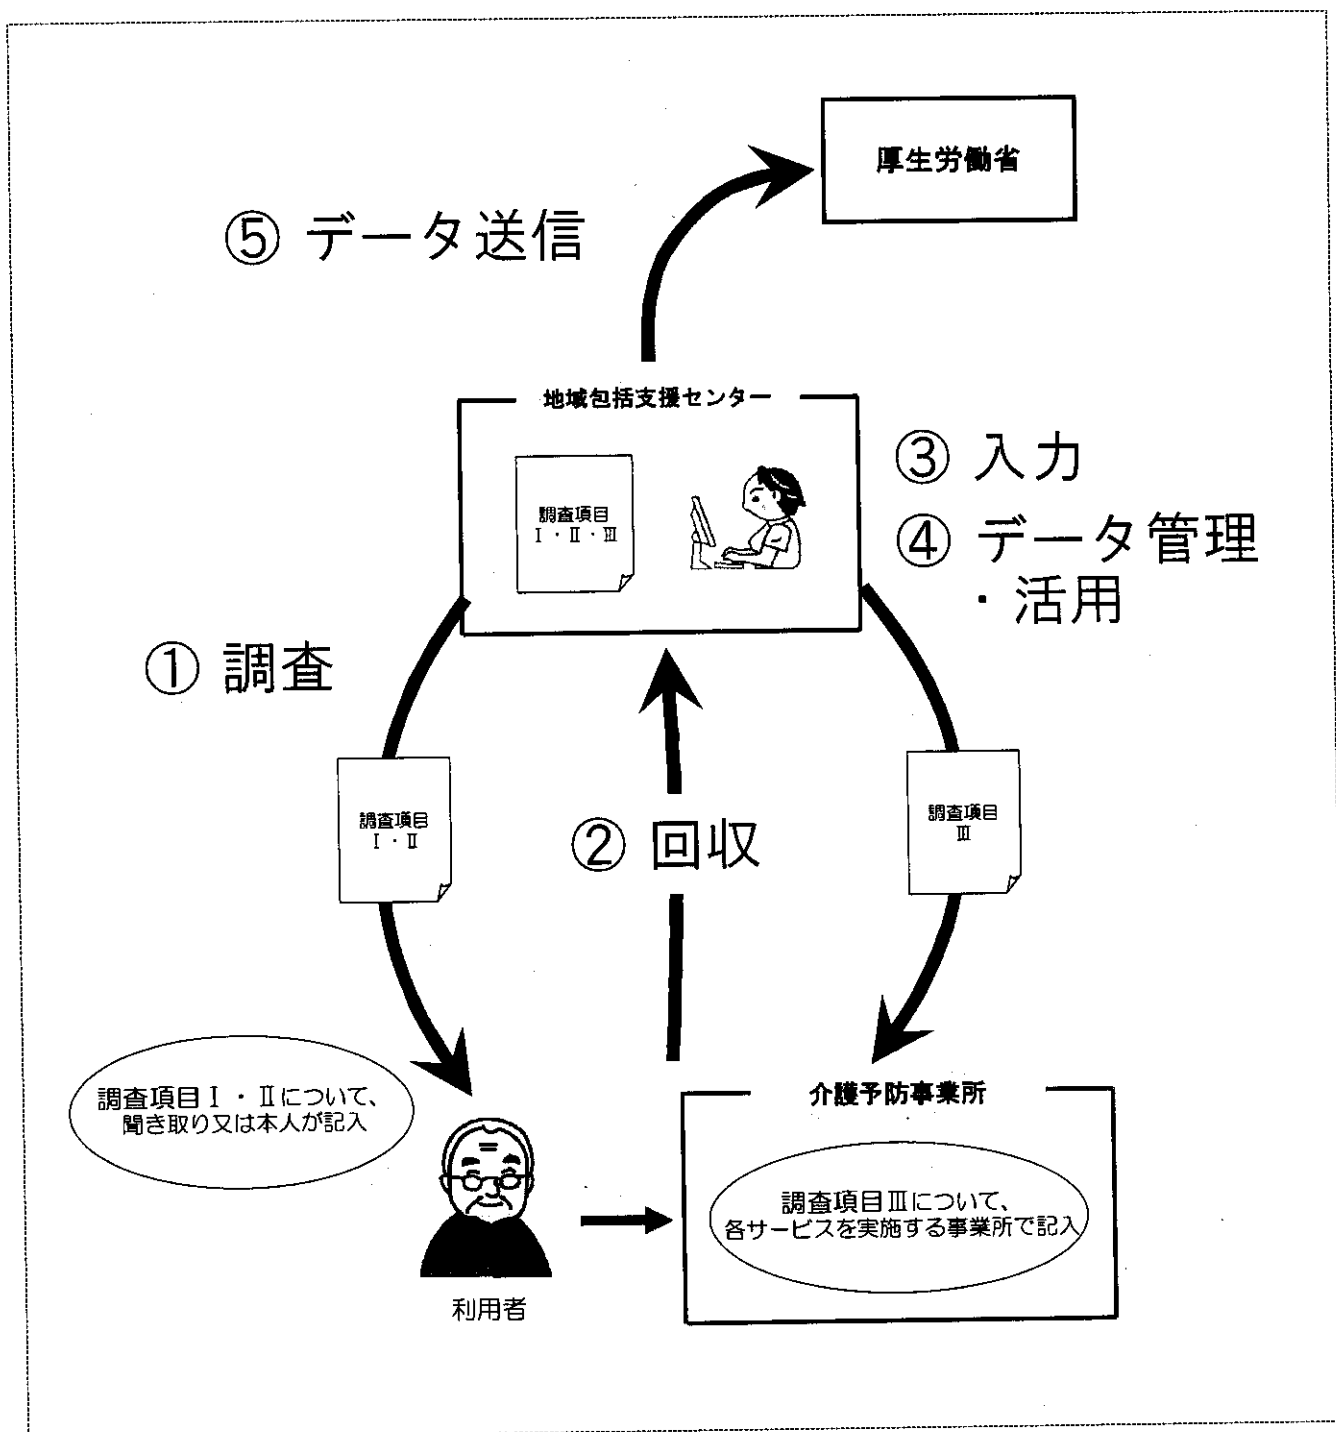 厚生労働省
⑤ データ送信
地域包括支援センター
調査項目
Ⅰ・Ⅱ・Ⅲ
③ 入力
④ データ管理
・活用
① 調査
調査項目
Ⅰ・Ⅱ
② 回収
調査項目
Ⅲ
調査項目Ⅰ・Ⅱについて、
聞き取り又は本人が記入
利用者
介護予防事業所
調査項目Ⅲについて、
各サービスを実施する事業所で記入